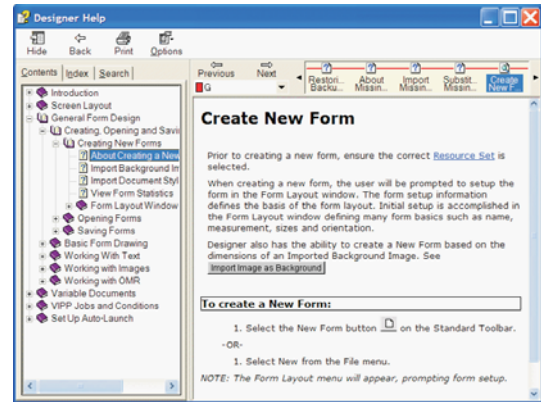 Designer Help
Hide Back Print Options
Contents Index Search
Introduction
Screen Layout
General Form Design
Creating, Opening and Savi
Creating New Forms
About Creating a New
Import Background Im
Import Document Styl
View Form Statistics
Form Layout Window
Opening Forms
Saving Forms
Basic Form Drawing
Working With Text
Working with Images
Working with OMR
Variable Documents
VIPP Jobs and Conditions
Set Up Auto-Launch
Previous Next
G
Restori... About Import Substit... Create
Backu... Missin... Missin... Missin... New F...
Create New Form
Prior to creating a new form, ensure the correct Resource Set is
selected.
When creating a new form, the user will be prompted to setup the
form in the Form Layout window. The form setup information
defines the basis of the form layout. Initial setup is accomplished in
the Form Layout window defining many form basics such as name,
measurement, sizes and orientation.
Designer also has the ability to create a New Form based on the
dimensions of an Imported Background Image. See
Import Image as Background
To create a New Form:
1. Select the New Form button on the Standard Toolbar.
-OR-
1. Select New from the File menu.
NOTE: The Form Layout menu will appear, prompting form setup.